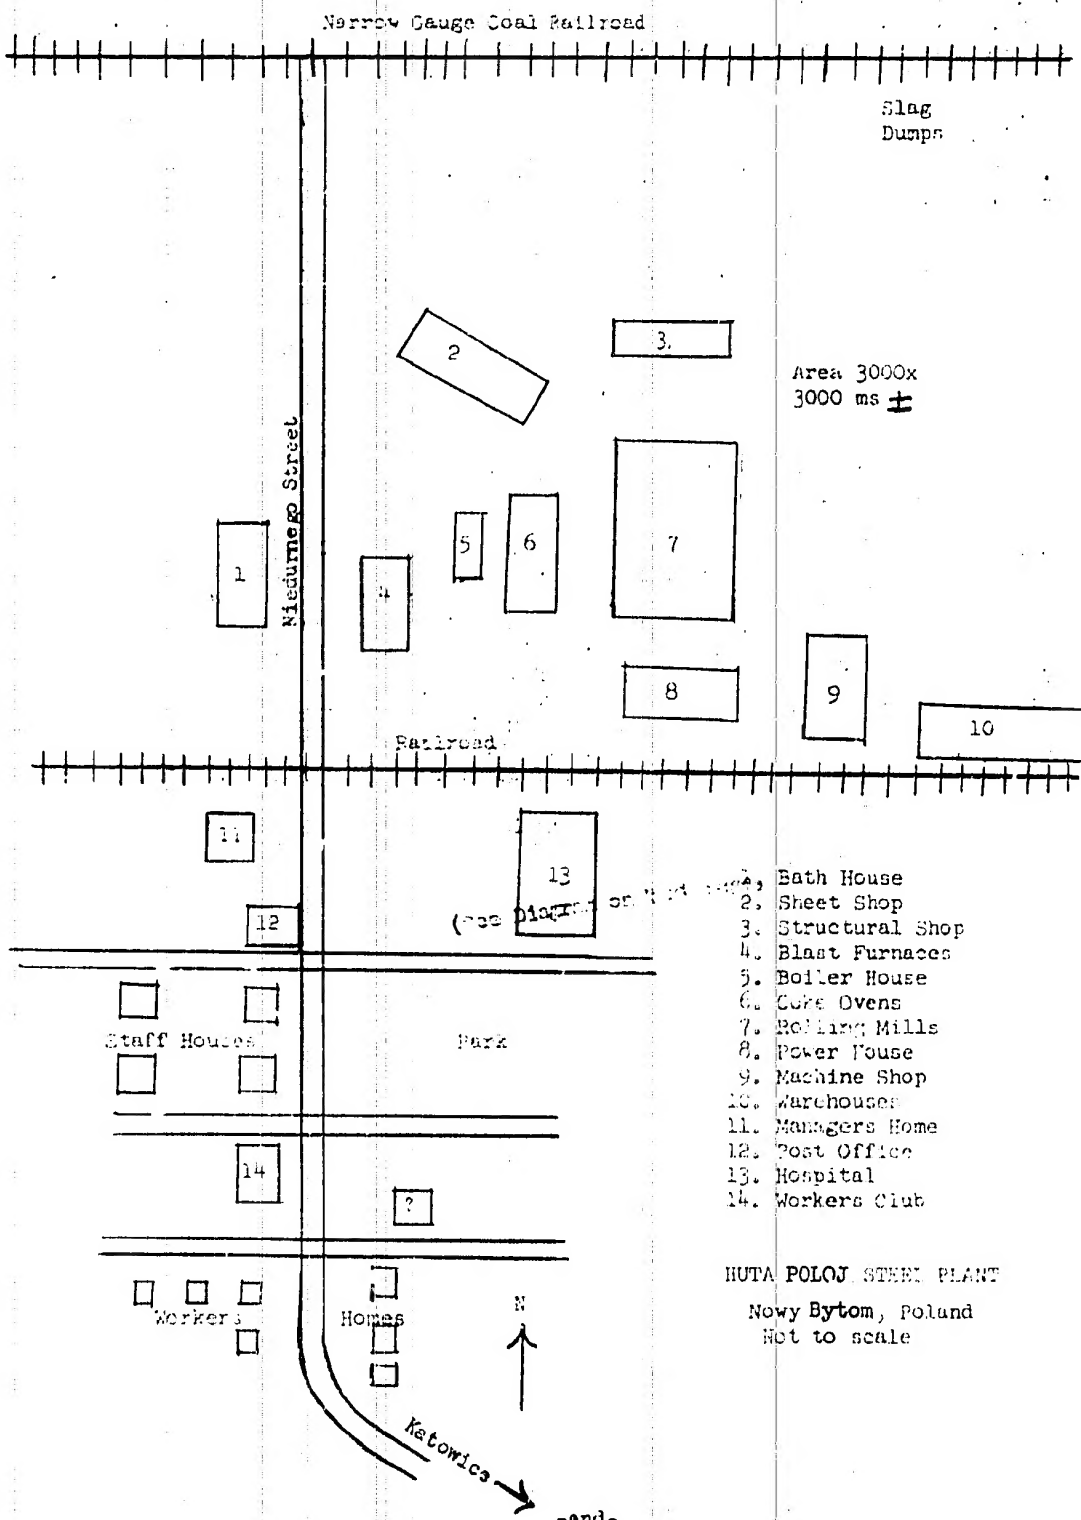 Narrow Gauge Coal Railroad
Slag
Dumps
2
3.
Area 3000x
3000 ms ±
Niedurnego Street
1
4
5
6
7
8
9
10
Railroad
11
12
13
(see Diagram on
1. Bath House
2. Sheet Shop
3. Structural Shop
4. Blast Furnaces
5. Boiler House
6. Coke Ovens
7. Rolling Mills
8. Power House
9. Machine Shop
10. Warehouses
11. Managers Home
12. Post Office
13. Hospital
14. Workers Club
Staff Houses
Park
14
?
HUTA POLOJ STEEL PLANT
Nowy Bytom, Poland
Not to scale
Workers Homes
N
Katowice